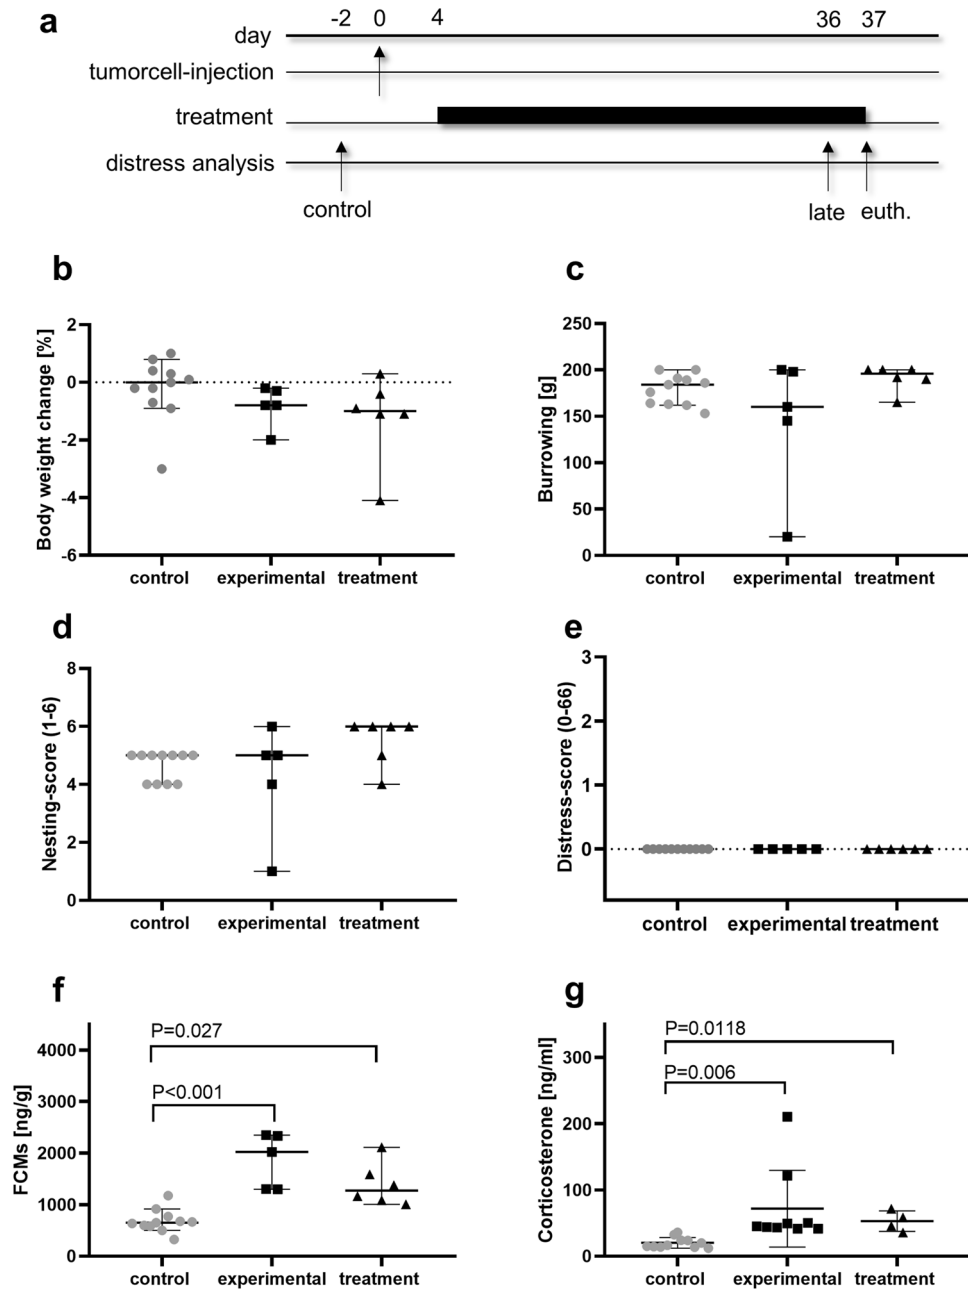 a
day -2 0 4 36 37
tumorcell-injection
treatment
distress analysis
control late euth.
b
Body weight change [%]
2
0
-2
-4
-6
control experimental treatment
c
Burrowing [g]
250
200
150
100
50
0
control experimental treatment
d
Nesting-score (1-6)
8
6
4
2
0
control experimental treatment
e
Distress-score (0-66)
3
2
1
0
control experimental treatment
f
FCMs [ng/g]
4000
3000
2000
1000
0
P=0.027
P<0.001
control experimental treatment
g
Corticosterone [ng/ml]
300
200
100
0
P=0.0118
P=0.006
control experimental treatment